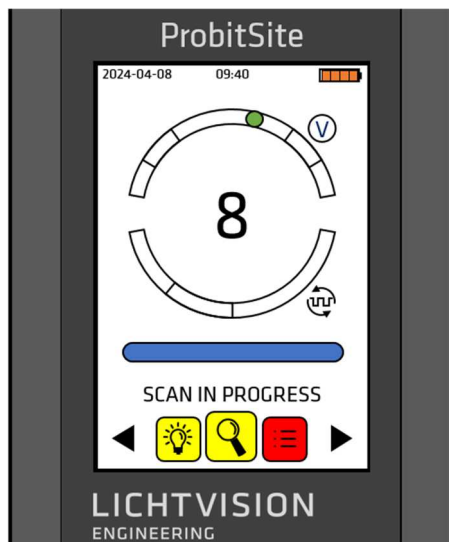 ProbitSite
2024-04-08 09:40
V
8
SCAN IN PROGRESS
LICHTVISION
ENGINEERING